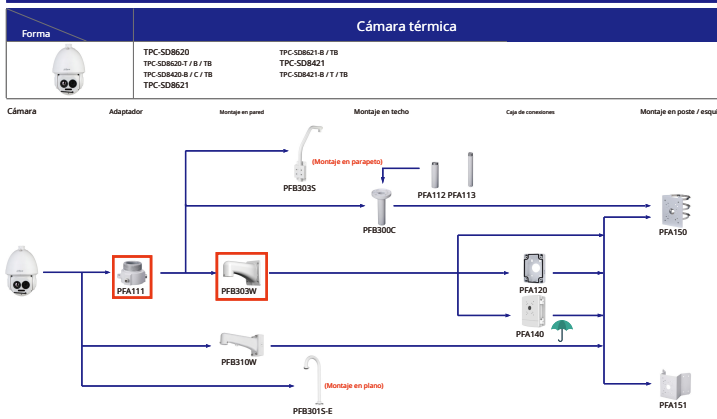 Forma
Cámara térmica
TPC-SD8620
TPC-SD8620-T / B / TB
TPC-SD8420-B / C / TB
TPC-SD8621
TPC-SD8621-B / TB
TPC-SD8421
TPC-SD8421-B / T / TB
Cámara
Adaptador
Montaje en pared
Montaje en techo
Caja de conexiones
Montaje en poste / esqui
(Montaje en parapeto)
PFB303S
PFA112 PFA113
PFB300C
PFA150
PFA111
PFB303W
PFA120
PFA140
PFB310W
(Montaje en plano)
PFB301S-E
PFA151